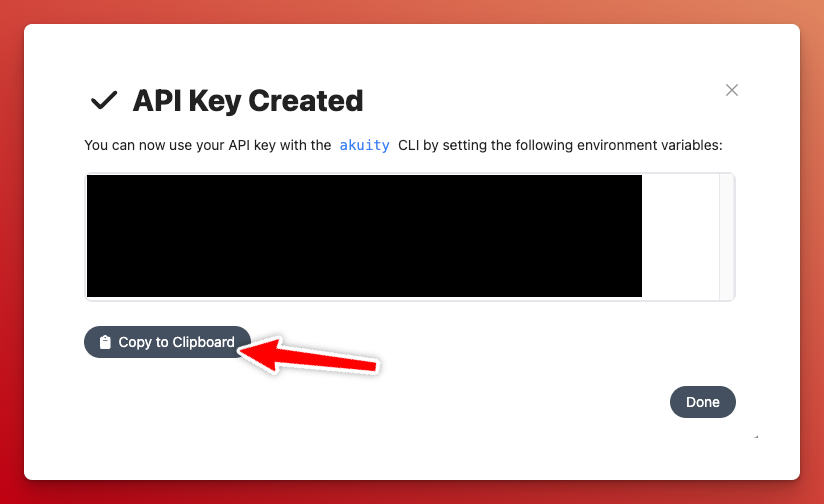 API Key Created
You can now use your API key with the akuity CLI by setting the following environment variables:
Copy to Clipboard
Done